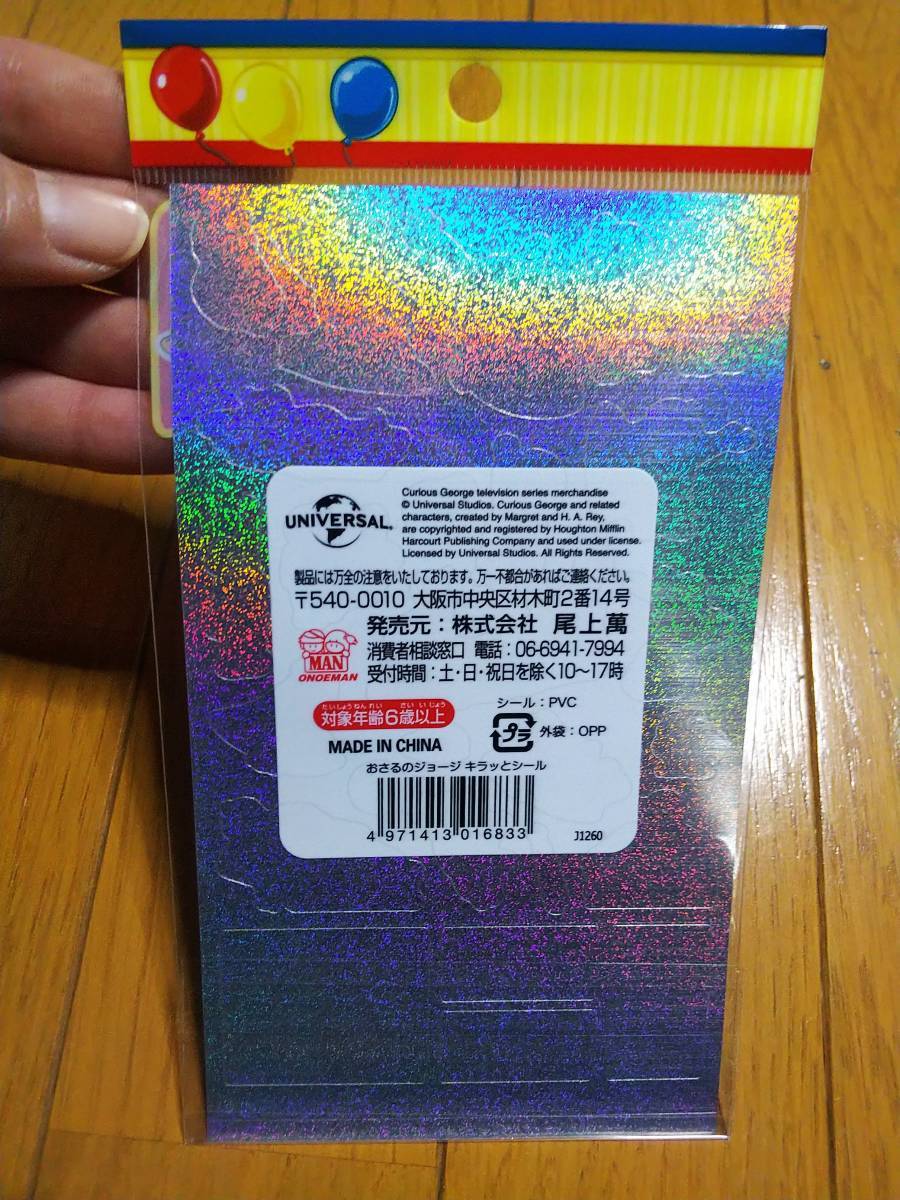 UNIVERSAL®
Curious George television series merchandise
© Universal Studios. Curious George and related
characters, created by Margret and H. A. Rey,
are copyrighted and registered by Houghton Mifflin
Harcourt Publishing Company and used under license.
Licensed by Universal Studios. All Rights Reserved.
製品には万全の注意をいたしております。万一不都合があればご連絡ください。
〒540-0010 大阪市中央区材木町2番14号
発売元：株式会社 尾上萬
MAN
ONOEMAN
消費者相談窓口 電話：06-6941-7994
受付時間：土・日・祝日を除く10〜17時
たいしょうねんれい さい いじょう
対象年齢6歳以上
シール：PVC
プラ
外袋：OPP
MADE IN CHINA
おさるのジョージ キラッとシール
4 971413 016833
J1260